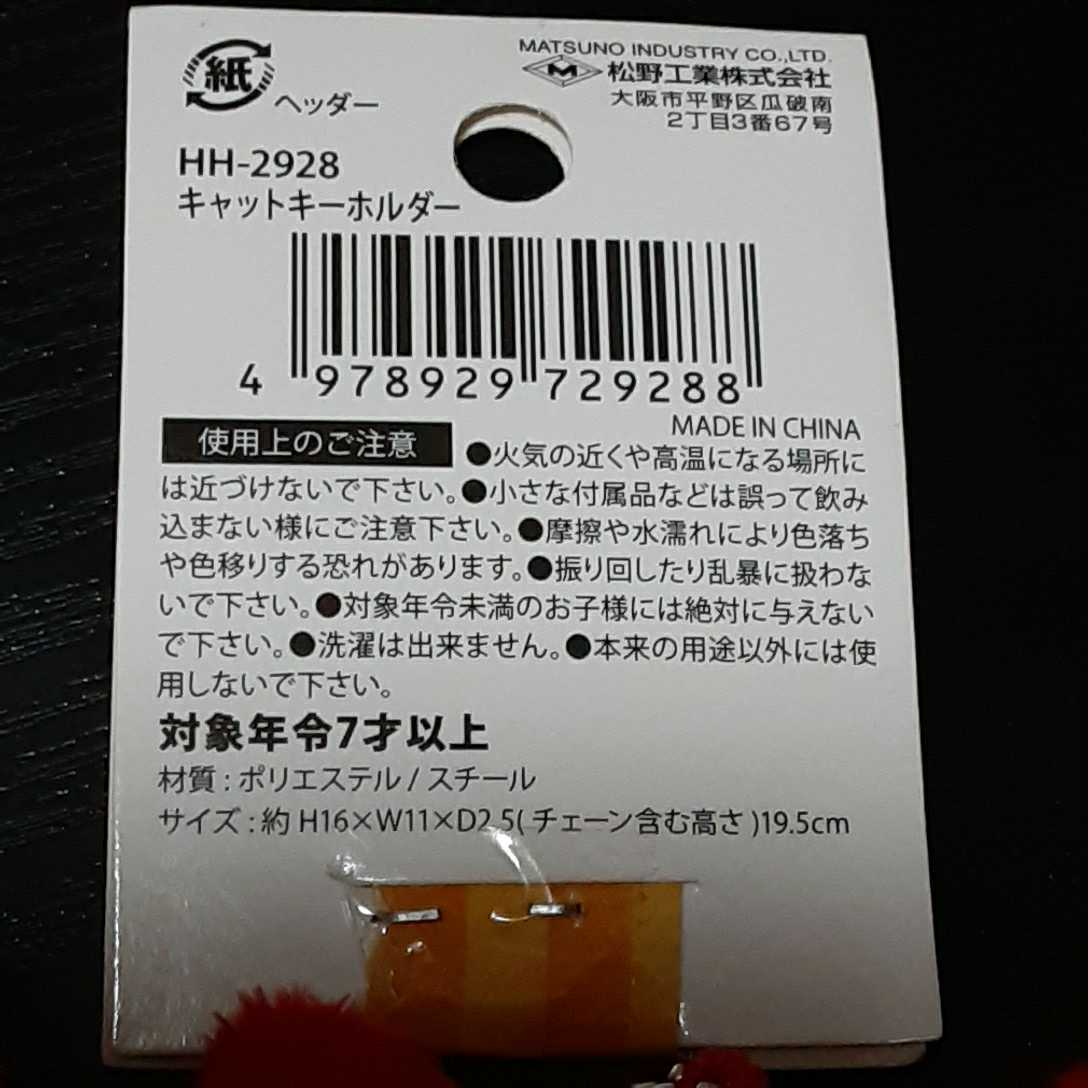 紙
ヘッダー
MATSUNO INDUSTRY CO.,LTD.
M 松野工業株式会社
大阪市平野区瓜破南
2丁目3番67号
HH-2928
キャットキーホルダー
4 978929 729288
MADE IN CHINA
使用上のご注意 ●火気の近くや高温になる場所に
は近づけないで下さい。●小さな付属品などは誤って飲み
込まない様にご注意下さい。●摩擦や水濡れにより色落ち
や色移りする恐れがあります。●振り回したり乱暴に扱わな
いで下さい。●対象年令未満のお子様には絶対に与えない
で下さい。●洗濯は出来ません。●本来の用途以外には使
用しないで下さい。
対象年令7才以上
材質:ポリエステル/スチール
サイズ:約 H16×W11×D2.5(チェーン含む高さ)19.5cm